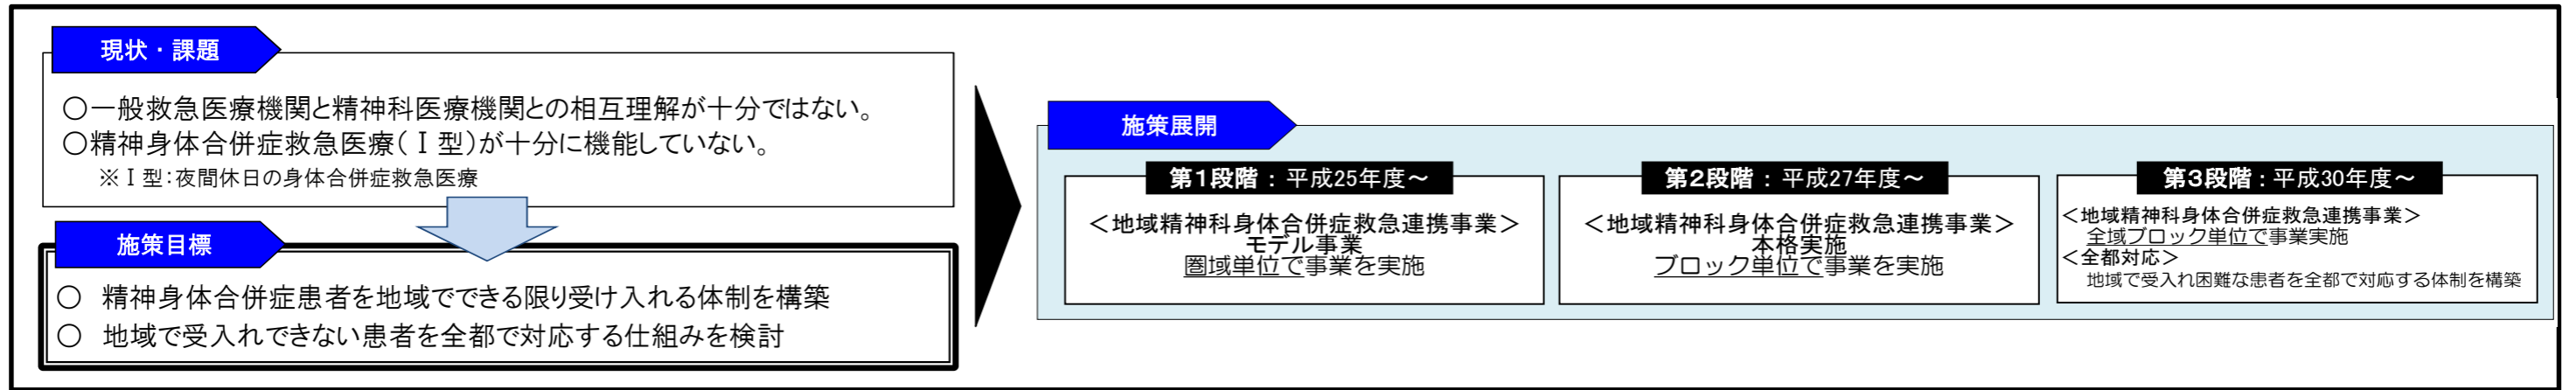 現状・課題
○一般救急医療機関と精神科医療機関との相互理解が十分ではない。
○精神身体合併症救急医療（Ⅰ型）が十分に機能していない。
※Ⅰ型：夜間休日の身体合併症救急医療
施策目標
○ 精神身体合併症患者を地域でできる限り受け入れる体制を構築
○ 地域で受入れできない患者を全都で対応する仕組みを検討
施策展開
第1段階：平成25年度～
＜地域精神科身体合併症救急連携事業＞
モデル事業
圏域単位で事業を実施
第2段階：平成27年度～
＜地域精神科身体合併症救急連携事業＞
本格実施
ブロック単位で事業を実施
第3段階：平成30年度～
＜地域精神科身体合併症救急連携事業＞
全域ブロック単位で事業実施
＜全都対応＞
地域で受入れ困難な患者を全都で対応する体制を構築